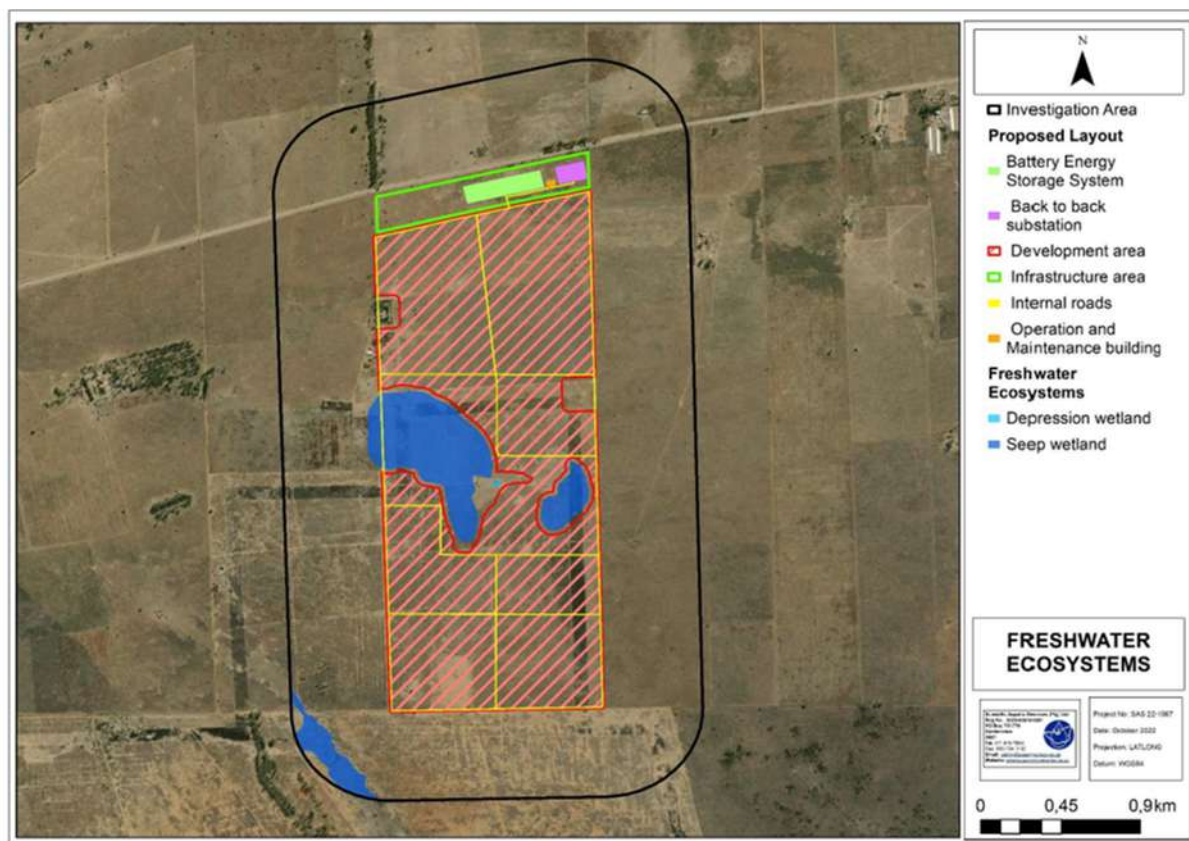 N
Investigation Area
Proposed Layout
Battery Energy
Storage System
Back to back
substation
Development area
Infrastructure area
Internal roads
Operation and
Maintenance building
Freshwater
Ecosystems
Depression wetland
Seep wetland
FRESHWATER
ECOSYSTEMS
Project No: SAS 22-1067
Date: October 2022
Projection: LATLONG
Datum: WGS84
0 0,45 0,9 km